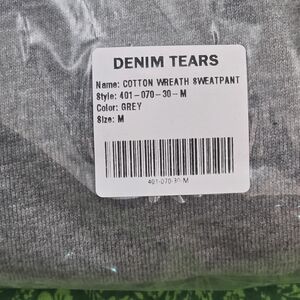 DENIM TEARS
Name: COTTON WREATH SWEATPANT
Style: 401-070-30-M
Color: GREY
Size: M
401-070-30-M